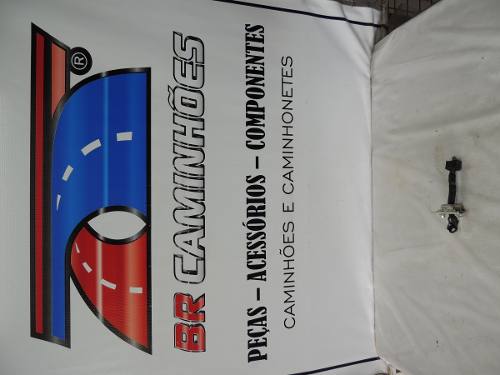 ®
BR CAMINHÕES
PEÇAS – ACESSÓRIOS – COMPONENTES
CAMINHÕES E CAMINHONETES